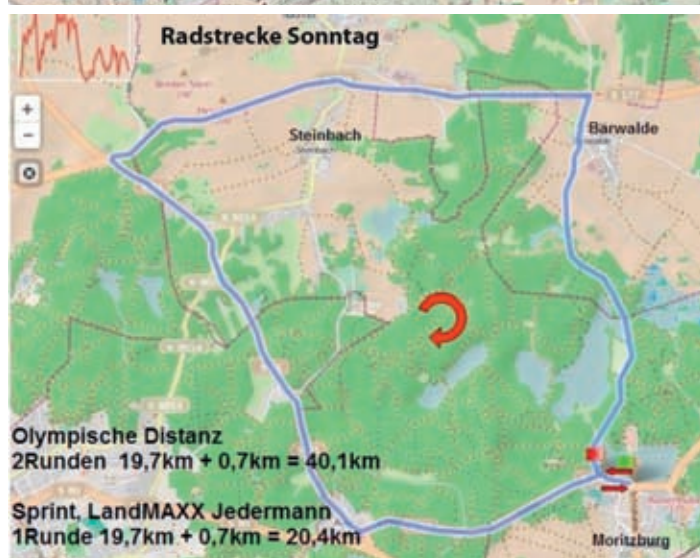 Radstrecke Sonntag
+
−
Steinbach
Steinbach
Bärwalde
Olympische Distanz
2Runden 19,7km + 0,7km = 40,1km
Sprint, LandMAXX Jedermann
1Runde 19,7km + 0,7km = 20,4km
Moritzburg